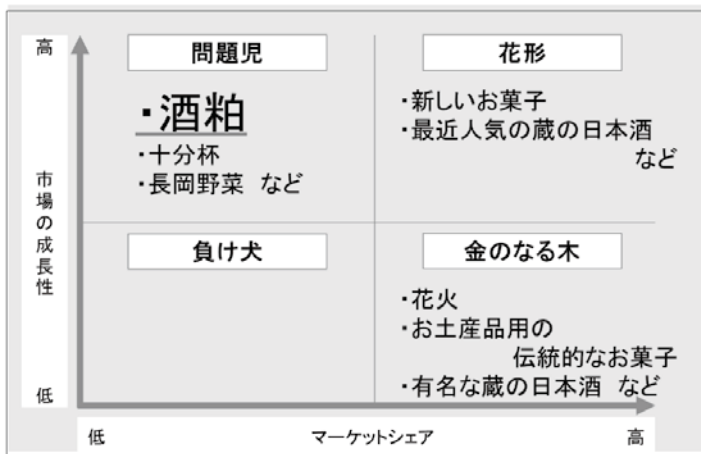 高
問題児
・酒粕
・十分杯
・長岡野菜 など
花形
・新しいお菓子
・最近人気の蔵の日本酒
など
市場の成長性
負け犬
金のなる木
・花火
・お土産品用の
伝統的なお菓子
・有名な蔵の日本酒 など
低
低
マーケットシェア
高